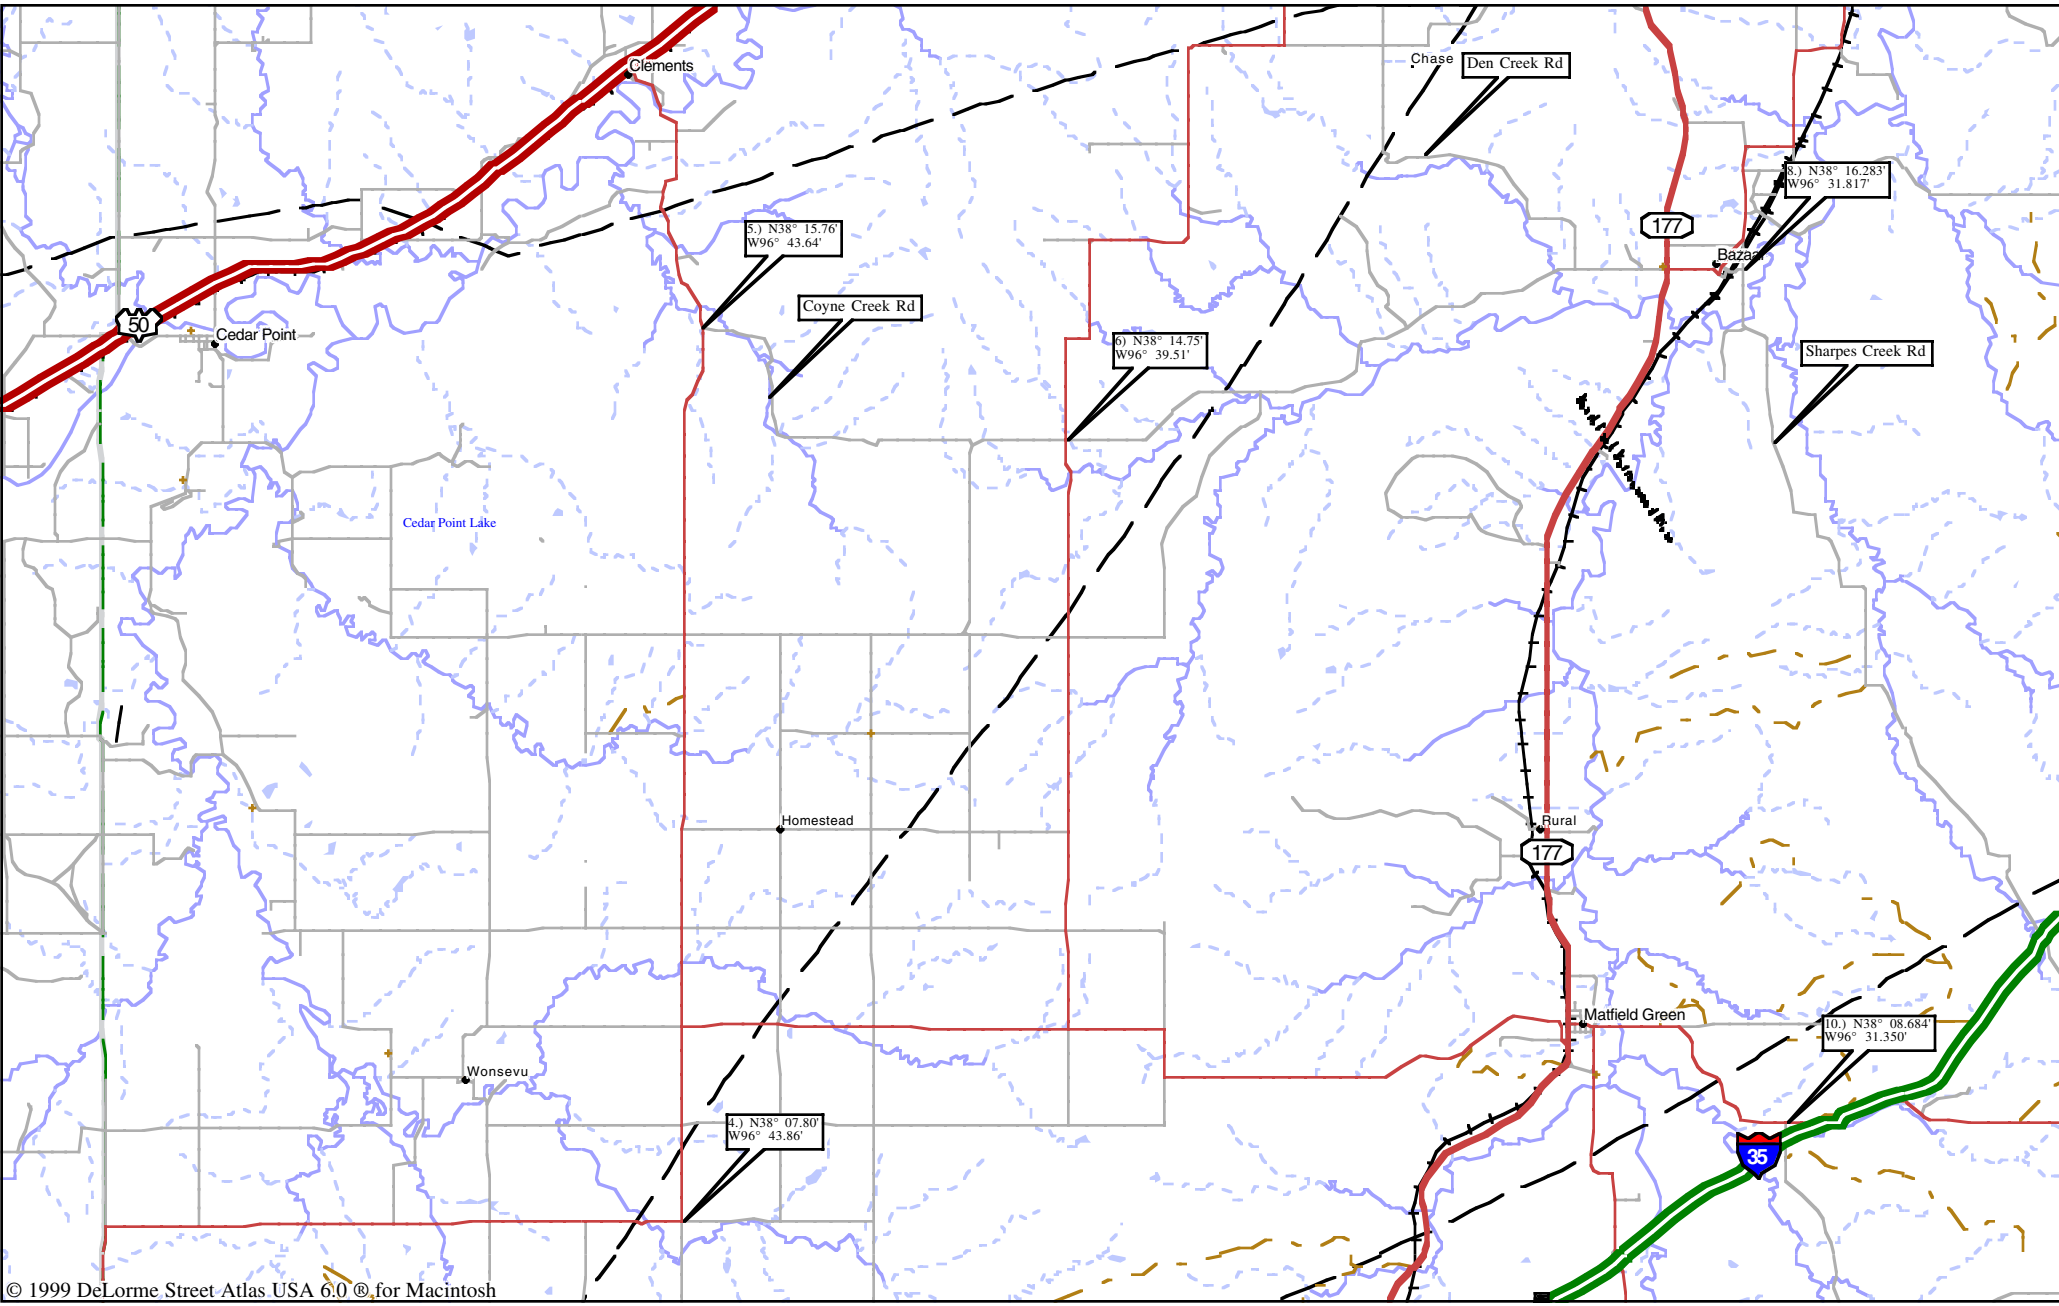 Clements
Chase
Den Creek Rd
8.) N38° 16.283'
W96° 31.817'
177
5.) N38° 15.76'
W96° 43.64'
Bazaar
Coyne Creek Rd
50
Cedar Point
6) N38° 14.75'
W96° 39.51'
Sharpes Creek Rd
Cedar Point Lake
Homestead
Rural
177
Matfield Green
10.) N38° 08.684'
W96° 31.350'
Wonsevu
4.) N38° 07.80'
W96° 43.86'
35
© 1999 DeLorme Street Atlas USA 6.0 ® for Macintosh